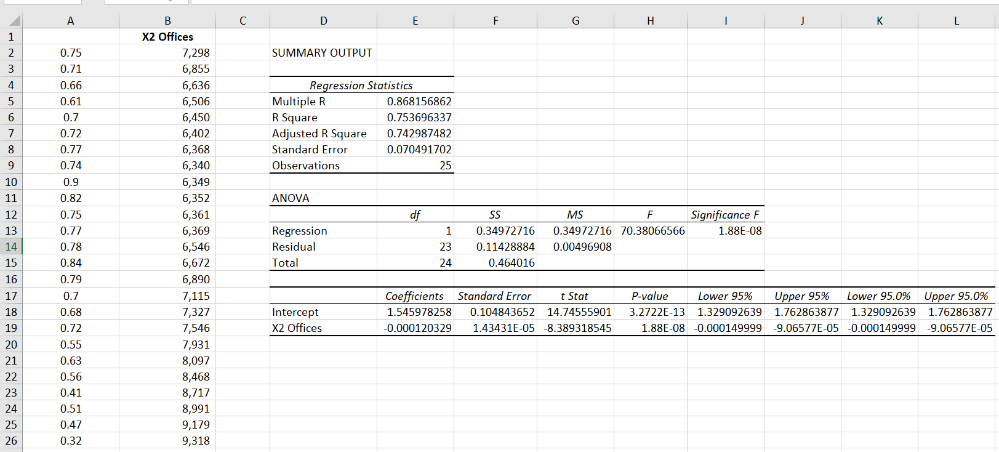 A B C D E F G H I J K L
1 X2 Offices
2 0.75 7,298 SUMMARY OUTPUT
3 0.71 6,855
4 0.66 6,636 Regression Statistics
5 0.61 6,506 Multiple R 0.868156862
6 0.7 6,450 R Square 0.753696337
7 0.72 6,402 Adjusted R Square 0.742987482
8 0.77 6,368 Standard Error 0.070491702
9 0.74 6,340 Observations 25
10 0.9 6,349
11 0.82 6,352 ANOVA
12 0.75 6,361 df SS MS F Significance F
13 0.77 6,369 Regression 1 0.34972716 0.34972716 70.38066566 1.88E-08
14 0.78 6,546 Residual 23 0.11428884 0.00496908
15 0.84 6,672 Total 24 0.464016
16 0.79 6,890
17 0.7 7,115 Coefficients Standard Error t Stat P-value Lower 95% Upper 95% Lower 95.0% Upper 95.0%
18 0.68 7,327 Intercept 1.545978258 0.104843652 14.74555901 3.2722E-13 1.329092639 1.762863877 1.329092639 1.762863877
19 0.72 7,546 X2 Offices -0.000120329 1.43431E-05 -8.389318545 1.88E-08 -0.000149999 -9.06577E-05 -0.000149999 -9.06577E-05
20 0.55 7,931
21 0.63 8,097
22 0.56 8,468
23 0.41 8,717
24 0.51 8,991
25 0.47 9,179
26 0.32 9,318